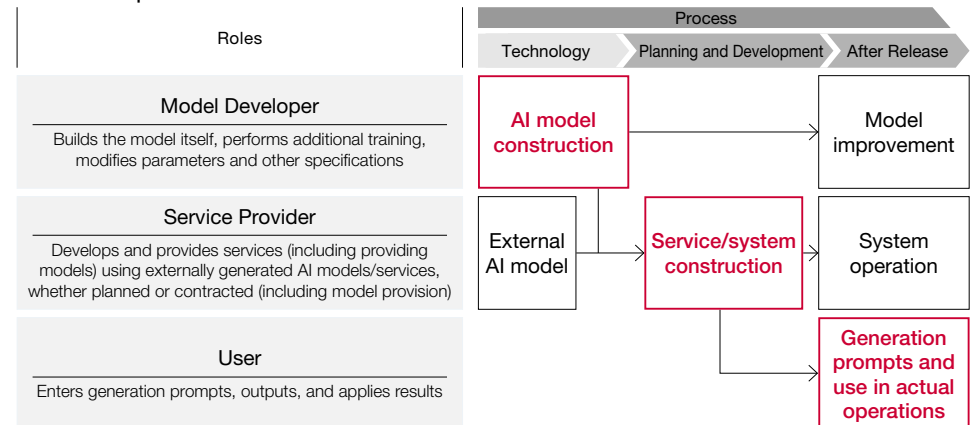 Roles
Process
Technology
Planning and Development
After Release
Model Developer
Builds the model itself, performs additional training,
modifies parameters and other specifications
AI model
construction
Model
improvement
Service Provider
Develops and provides services (including providing
models) using externally generated AI models/services,
whether planned or contracted (including model provision)
External
AI model
Service/system
construction
System
operation
User
Enters generation prompts, outputs, and applies results
Generation
prompts and
use in actual
operations